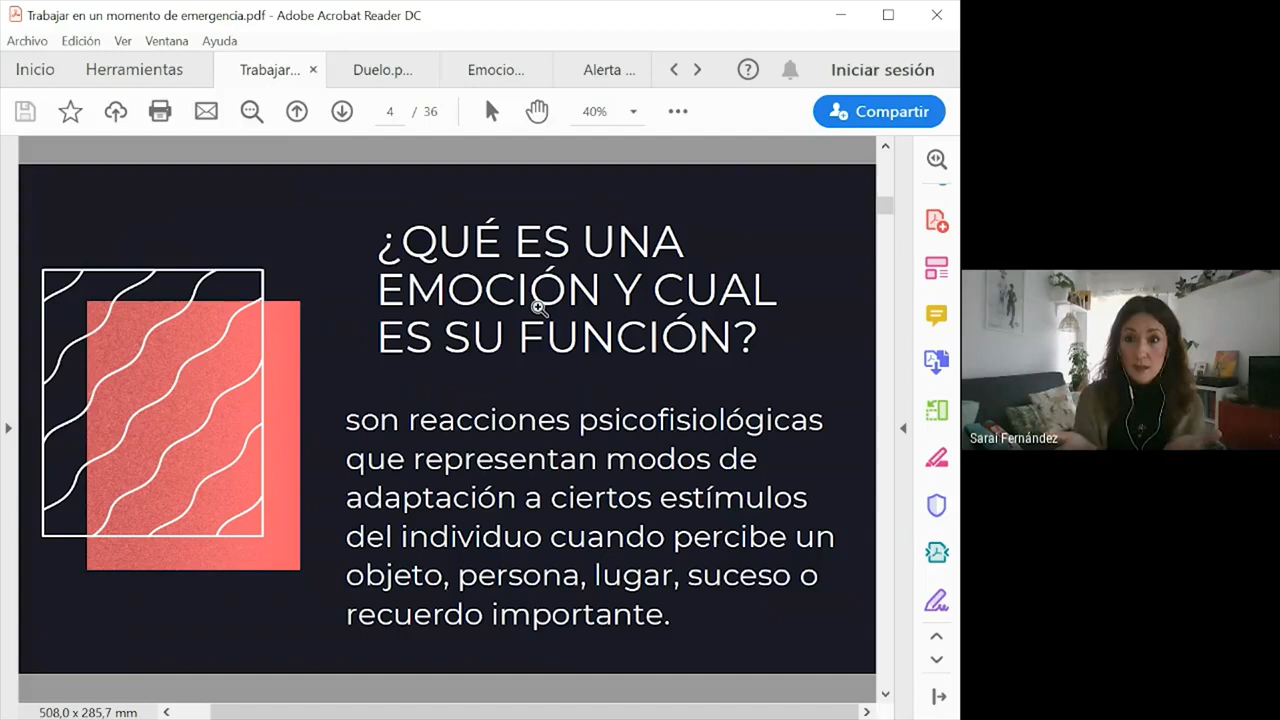 Trabajar en un momento de emergencia.pdf - Adobe Acrobat Reader DC
Archivo Edición Ver Ventana Ayuda
Inicio Herramientas Trabajar... Duelo.p... Emocio... Alerta ... Iniciar sesión
4 / 36 40% Compartir
¿QUÉ ES UNA
EMOCIÓN Y CUAL
ES SU FUNCIÓN?
son reacciones psicofisiológicas
que representan modos de
adaptación a ciertos estímulos
del individuo cuando percibe un
objeto, persona, lugar, suceso o
recuerdo importante.
Sarai Fernández
508,0 x 285,7 mm